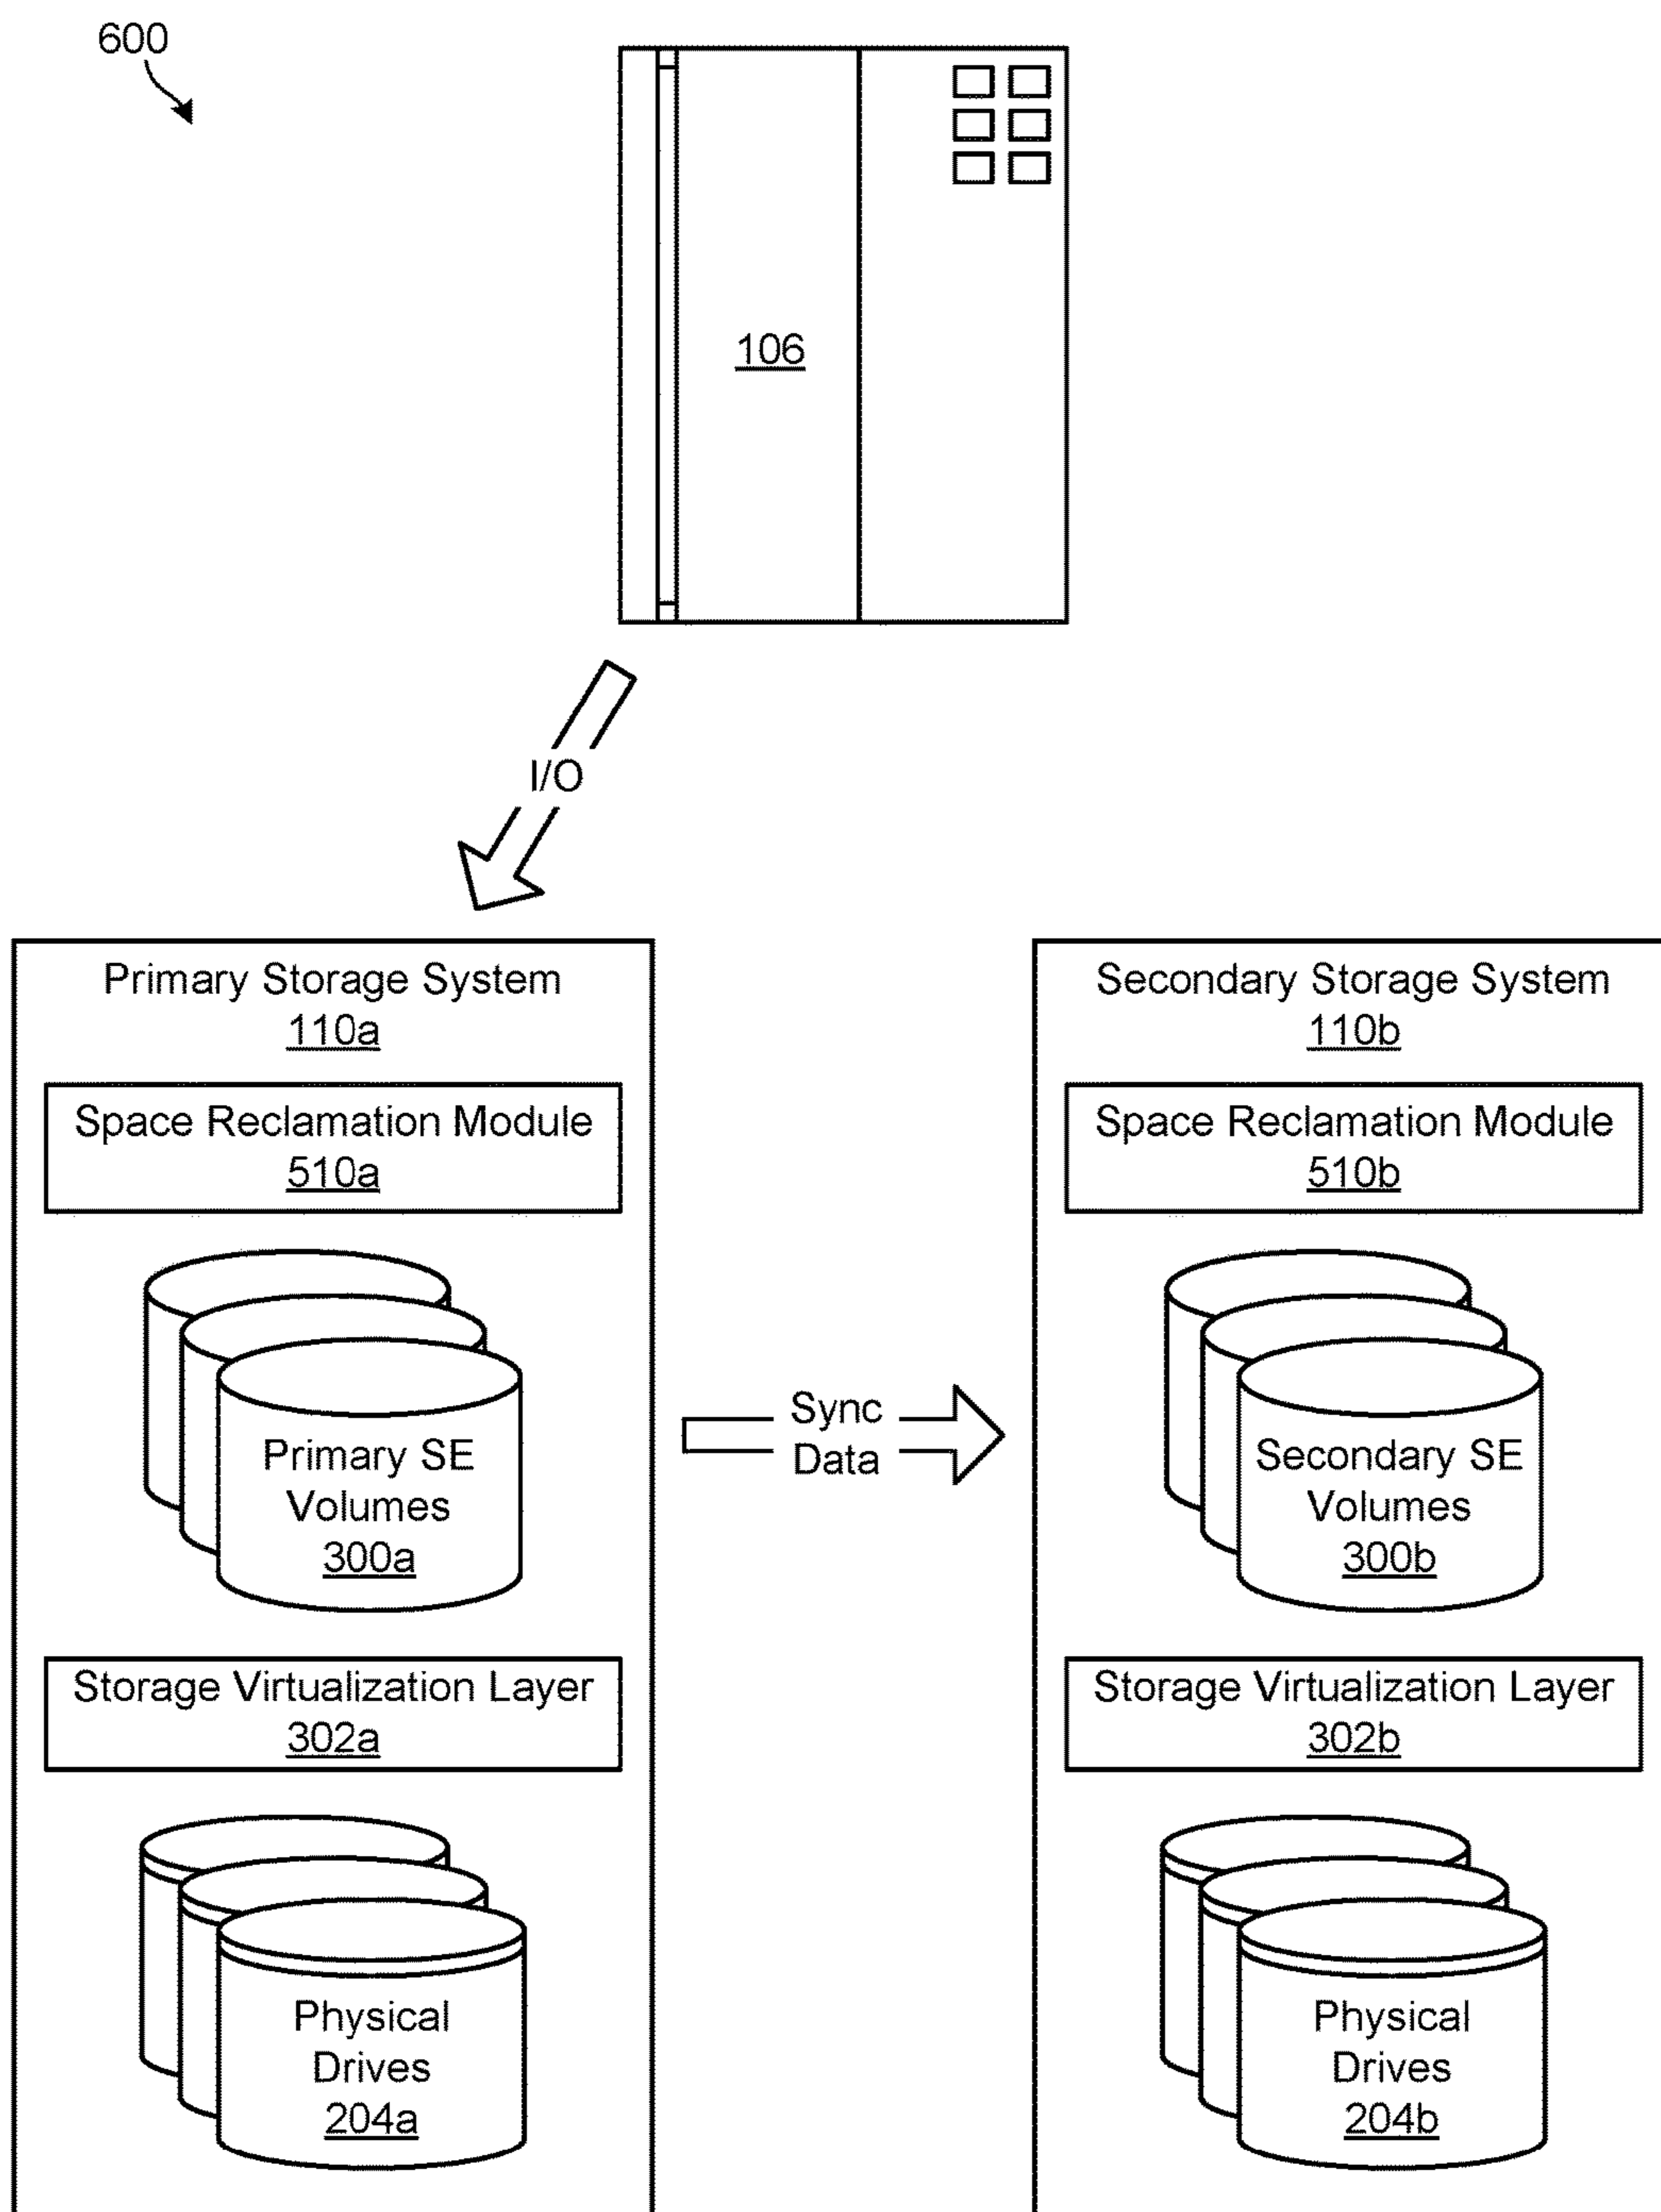 600
106
I/O
Primary Storage System
110a
Space Reclamation Module
510a
Primary SE
Volumes
300a
Storage Virtualization Layer
302a
Physical
Drives
204a
Sync
Data
Secondary Storage System
110b
Space Reclamation Module
510b
Secondary SE
Volumes
300b
Storage Virtualization Layer
302b
Physical
Drives
204b